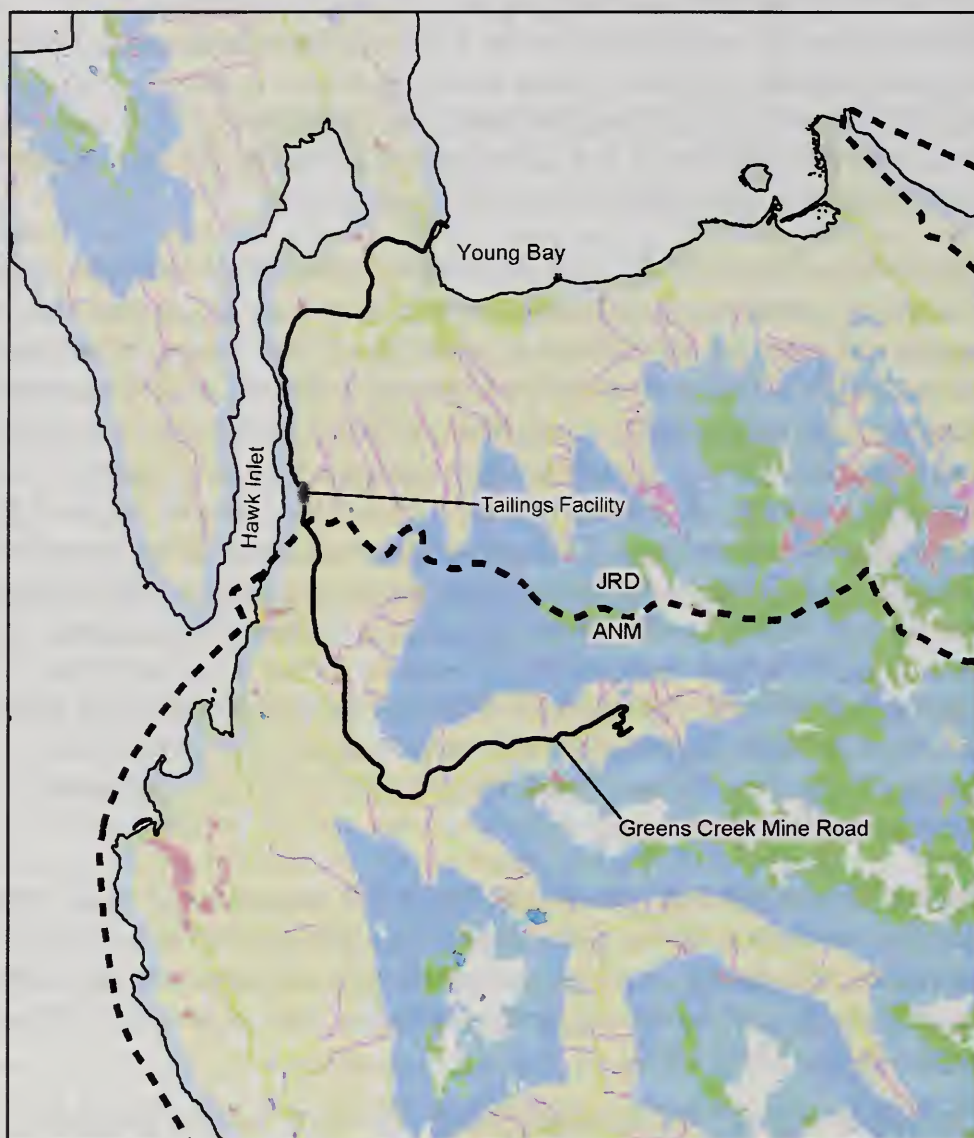 Young Bay
Hawk Inlet
Tailings Facility
JRD
ANM
Greens Creek Mine Road